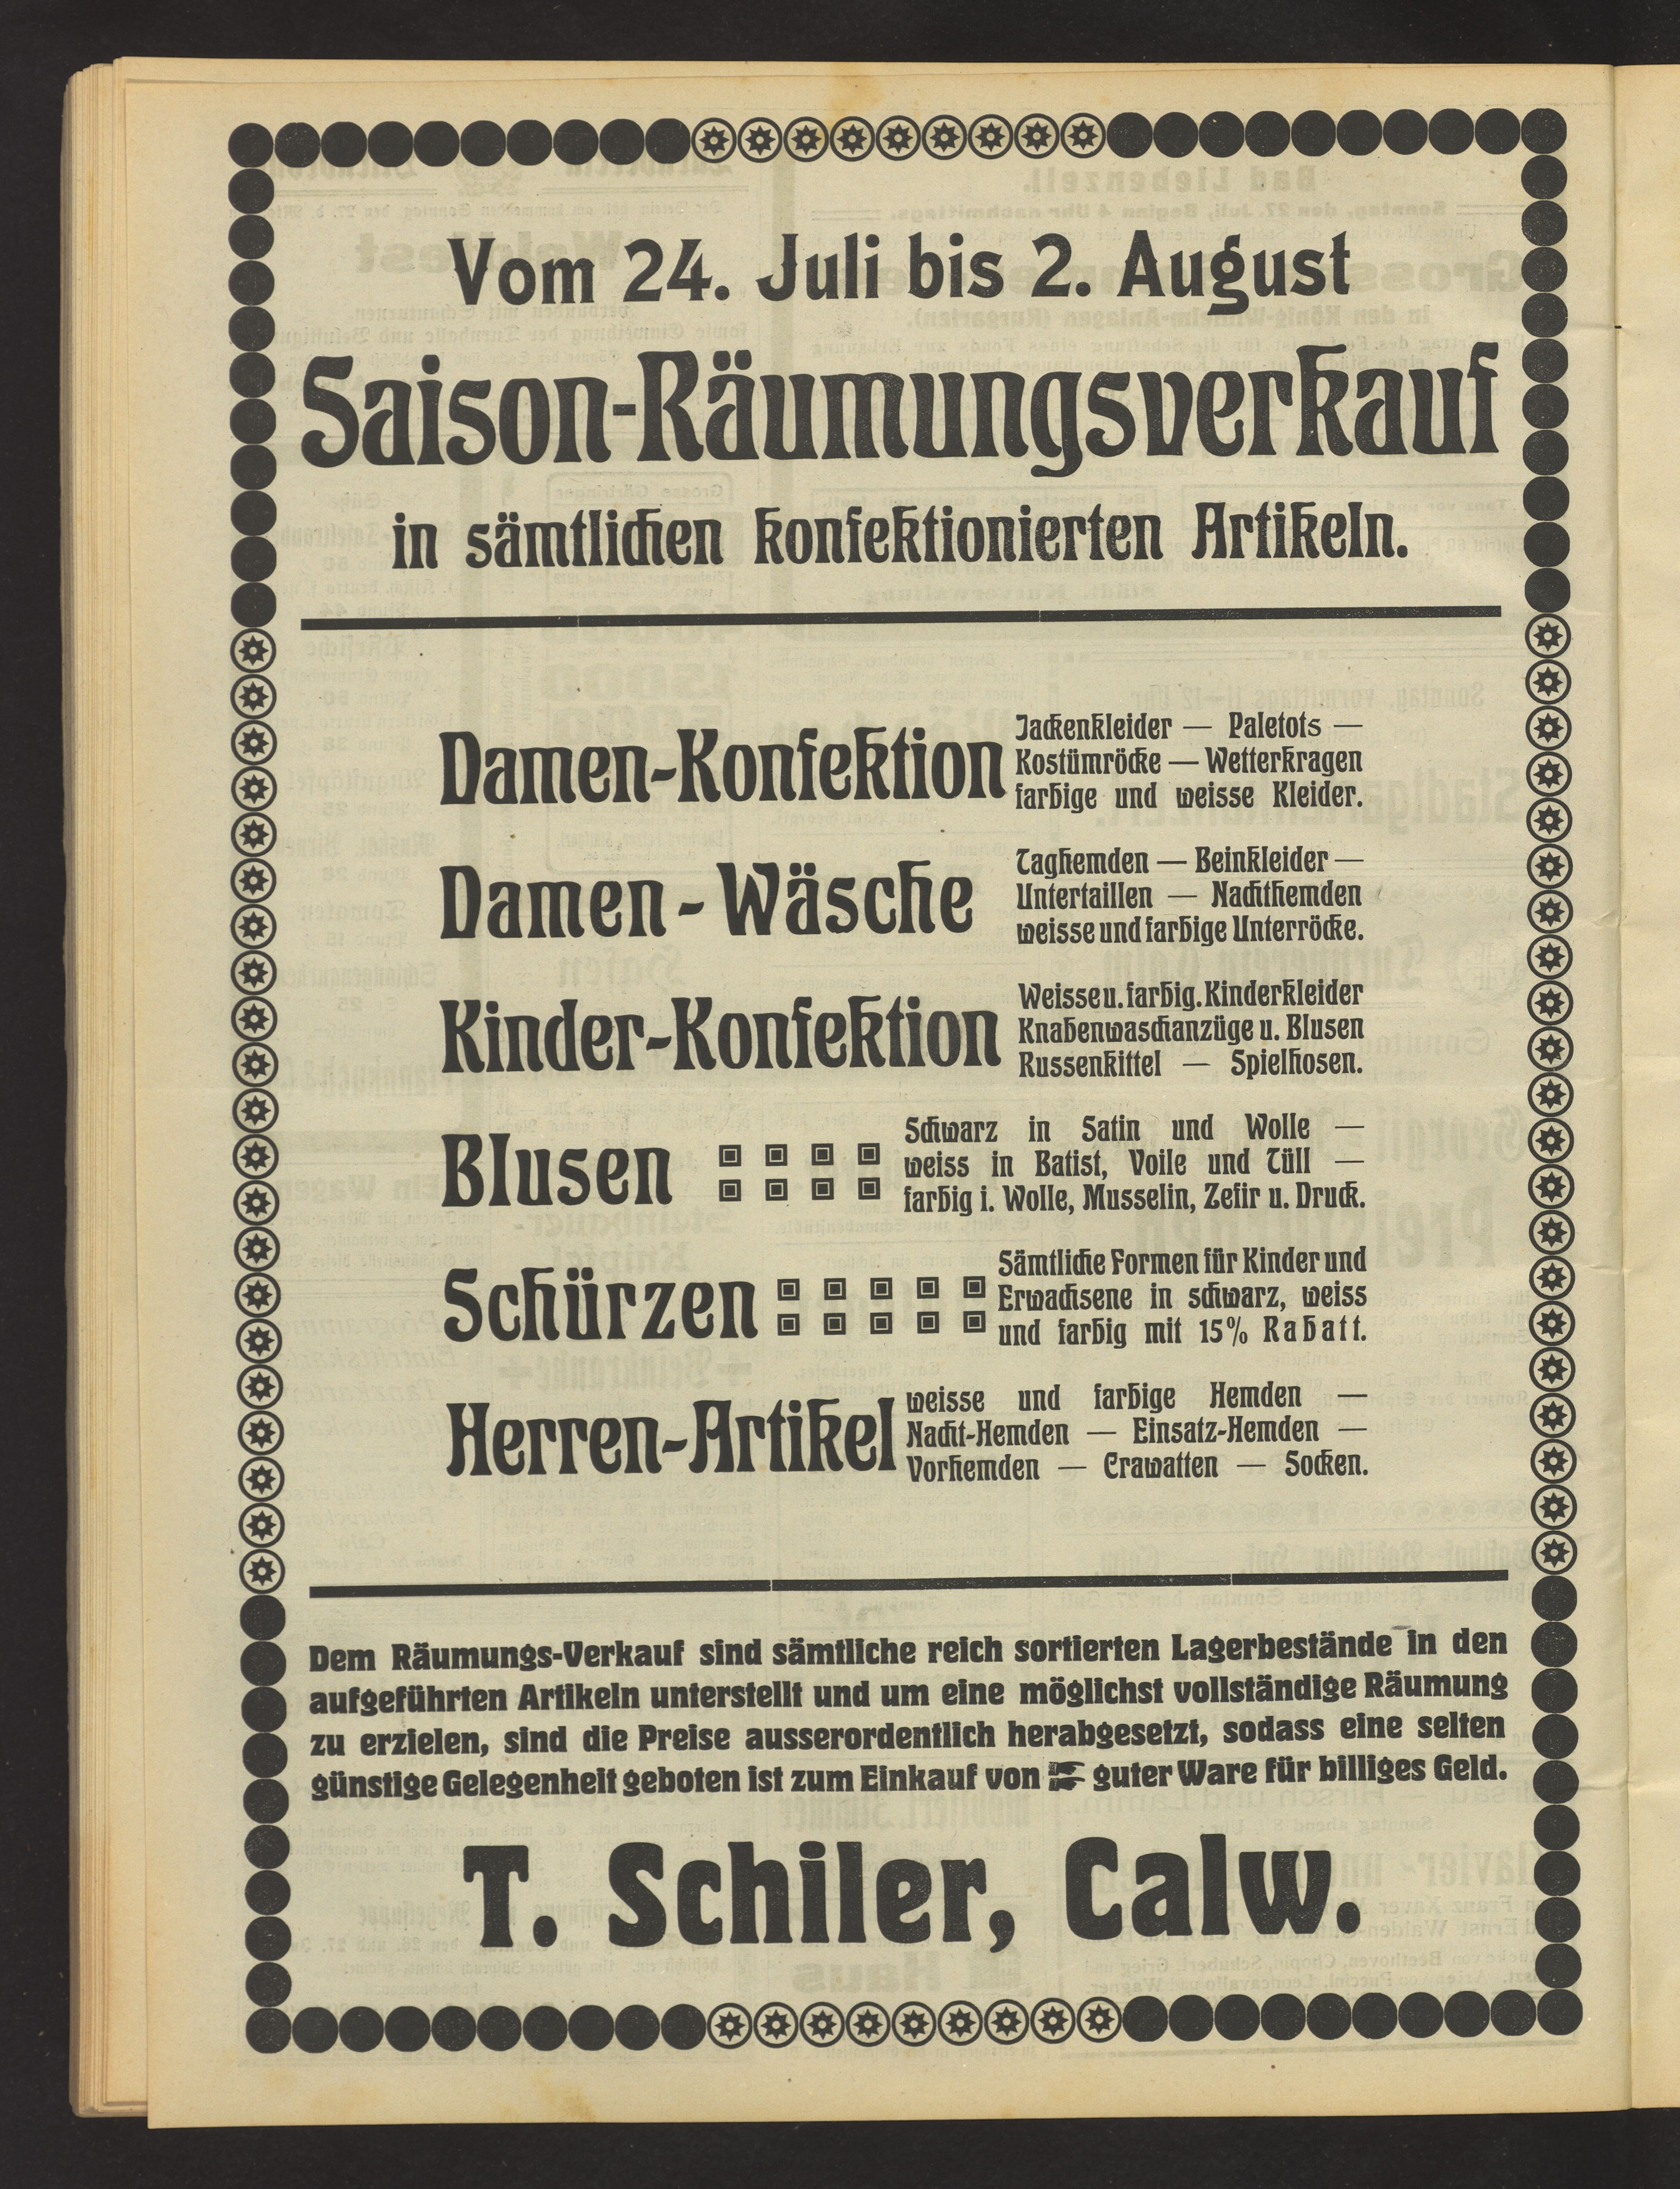 Vom 24. Juli bis 2. August
Saison-Räumungsverkauf
in sämtlichen konfektionierten Artikeln.
Damen-Konfektion
Jackenkleider — Paletots —
Kostümröcke — Wetterkragen
farbige und weisse Kleider.
Damen-Wäsche
Taghemden — Beinkleider —
Untertaillen — Nachthemden
weisse und farbige Unterröcke.
Kinder-Konfektion
Weisse u. farbig. Kinderkleider
Knabenwaschanzüge u. Blusen
Russenkittel — Spielhosen.
Blusen
Schwarz in Satin und Wolle —
weiss in Batist, Voile und Tüll —
farbig i. Wolle, Musselin, Zefir u. Druck.
Schürzen
Sämtliche Formen für Kinder und
Erwachsene in schwarz, weiss
und farbig mit 15% Rabatt.
Herren-Artikel
weisse und farbige Hemden —
Nacht-Hemden — Einsatz-Hemden —
Vorhemden — Crawatten — Socken.
Dem Räumungs-Verkauf sind sämtliche reich sortierten Lagerbestände in den
aufgeführten Artikeln unterstellt und um eine möglichst vollständige Räumung
zu erzielen, sind die Preise ausserordentlich herabgesetzt, sodass eine selten
günstige Gelegenheit geboten ist zum Einkauf von guter Ware für billiges Geld.
T. Schiler, Calw.